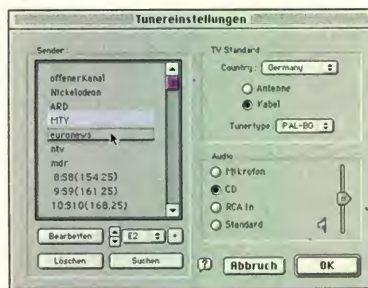 Tunereinstellungen
Sender:
offenerKanal
Nickelodeon
ARD
MTV
euronews
ntv
mdr
8:S8(154.25)
9:S9(161.25)
10:S10(168.25)
Bearbeiten
E2
+
Löschen
Suchen
TV Standard
Country:
Germany
Antenne
Kabel
Tunertype:
PAL-BG
Audio
Mikrofon
CD
RCA In
Standard
?
Abbruch
OK